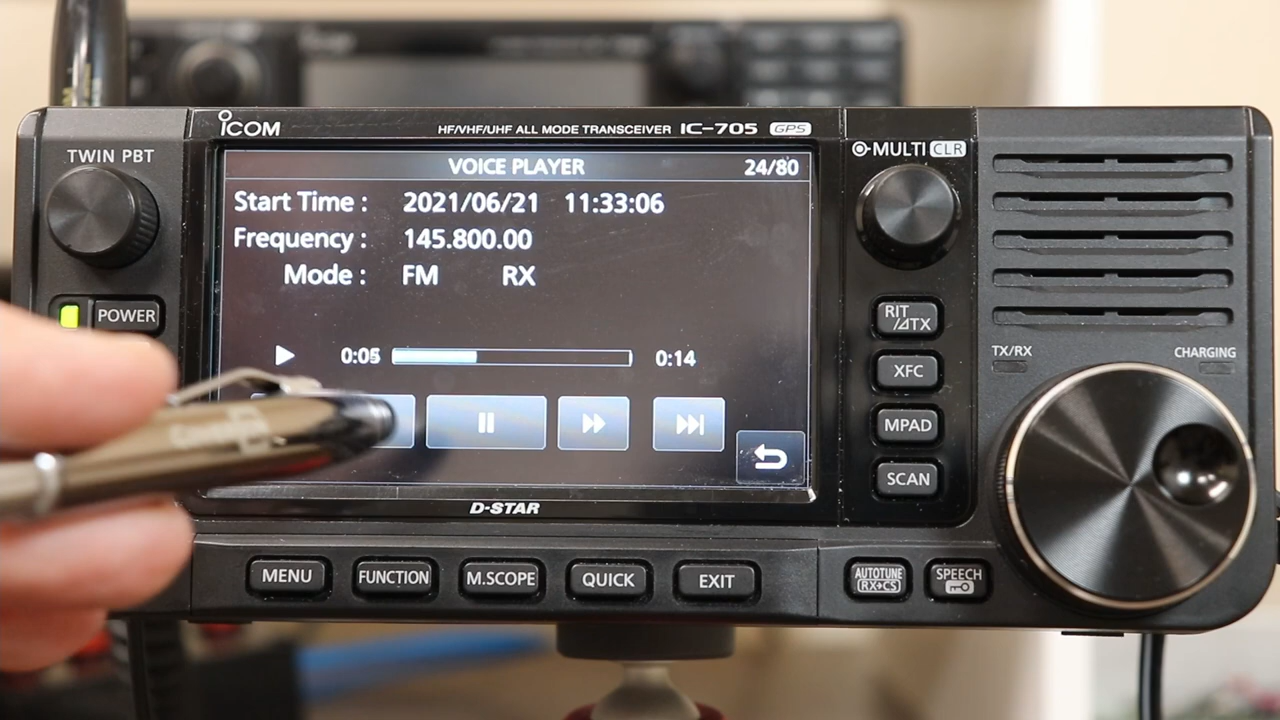 ICOM
HF/VHF/UHF ALL MODE TRANSCEIVER IC-705 GPS
TWIN PBT
MULTI CLR
VOICE PLAYER 24/80
Start Time : 2021/06/21 11:33:06
Frequency : 145.800.00
Mode : FM RX
POWER
RIT
/⊿TX
0:05 0:14
TX/RX CHARGING
XFC
MPAD
SCAN
D-STAR
MENU FUNCTION M.SCOPE QUICK EXIT
AUTOTUNE
RX→CS
SPEECH